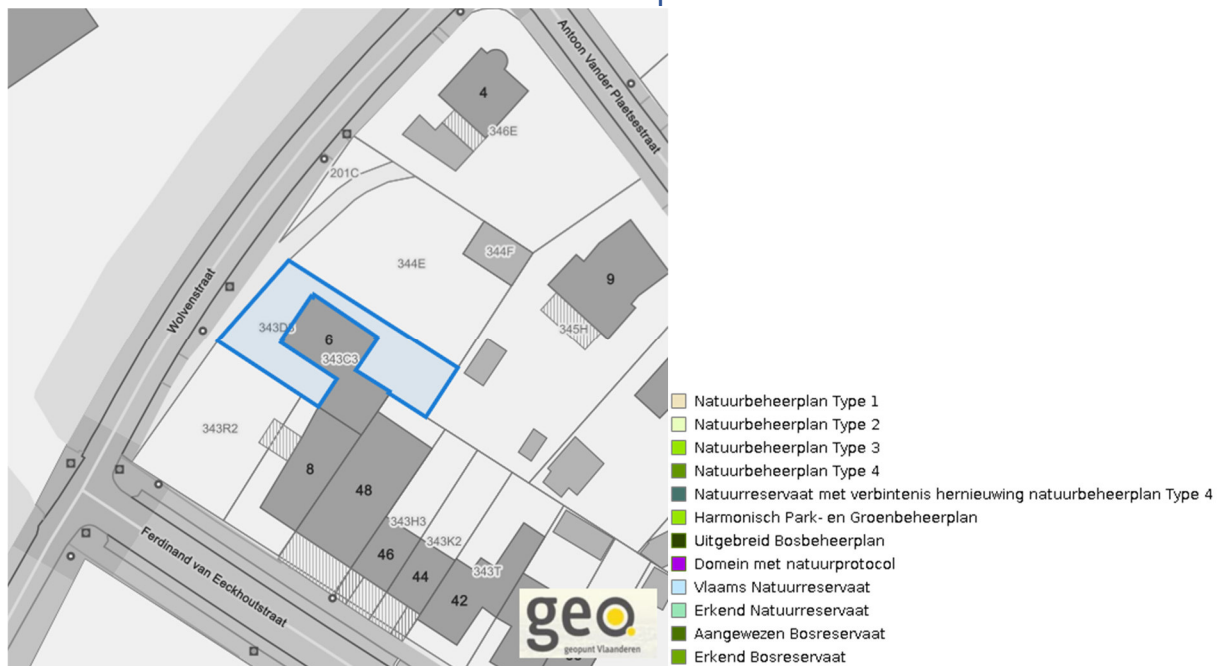 Antoon Vander Plaetsestraat
4
346E
201C
344F
344E
9
Wolvenstraat
345H
6
343C3
343R2
8
48
343H3
343K2
46
44
343T
42
Ferdinand van Eeckhoutstraat
geo.
geopunt Vlaanderen
Natuurbeheerplan Type 1
Natuurbeheerplan Type 2
Natuurbeheerplan Type 3
Natuurbeheerplan Type 4
Natuurreservaat met verbintenis hernieuwing natuurbeheerplan Type 4
Harmonisch Park- en Groenbeheerplan
Uitgebreid Bosbeheerplan
Domein met natuurprotocol
Vlaams Natuurreservaat
Erkend Natuurreservaat
Aangewezen Bosreservaat
Erkend Bosreservaat